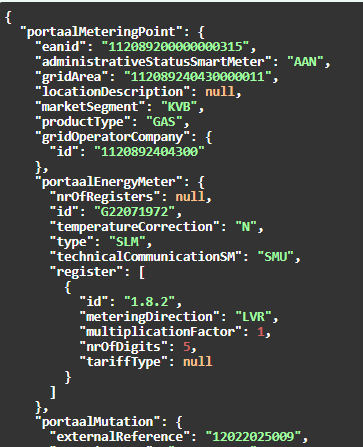 {
"portaalMeteringPoint": {
"eanid": "112089200000000315",
"administrativeStatusSmartMeter": "AAN",
"gridArea": "112089240430000011",
"locationDescription": null,
"marketSegment": "KVB",
"productType": "GAS",
"gridOperatorCompany": {
"id": "1120892404300"
},
"portaalEnergyMeter": {
"nrOfRegisters": null,
"id": "G22071972",
"temperatureCorrection": "N",
"type": "SLM",
"technicalCommunicationSM": "SMU",
"register": [
{
"id": "1.8.2",
"meteringDirection": "LVR",
"multiplicationFactor": 1,
"nrOfDigits": 5,
"tariffType": null
}
]
},
"portaalMutation": {
"externalReference": "12022025009",